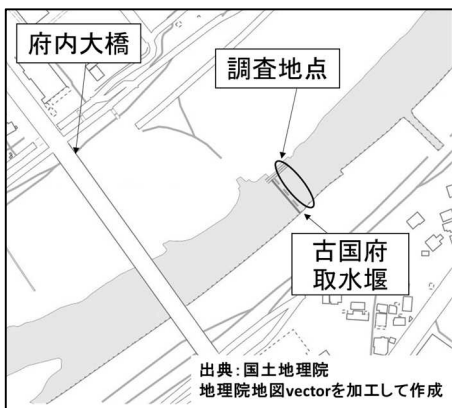 府内大橋
調査地点
古国府
取水堰
出典:国土地理院
地理院地図vectorを加工して作成